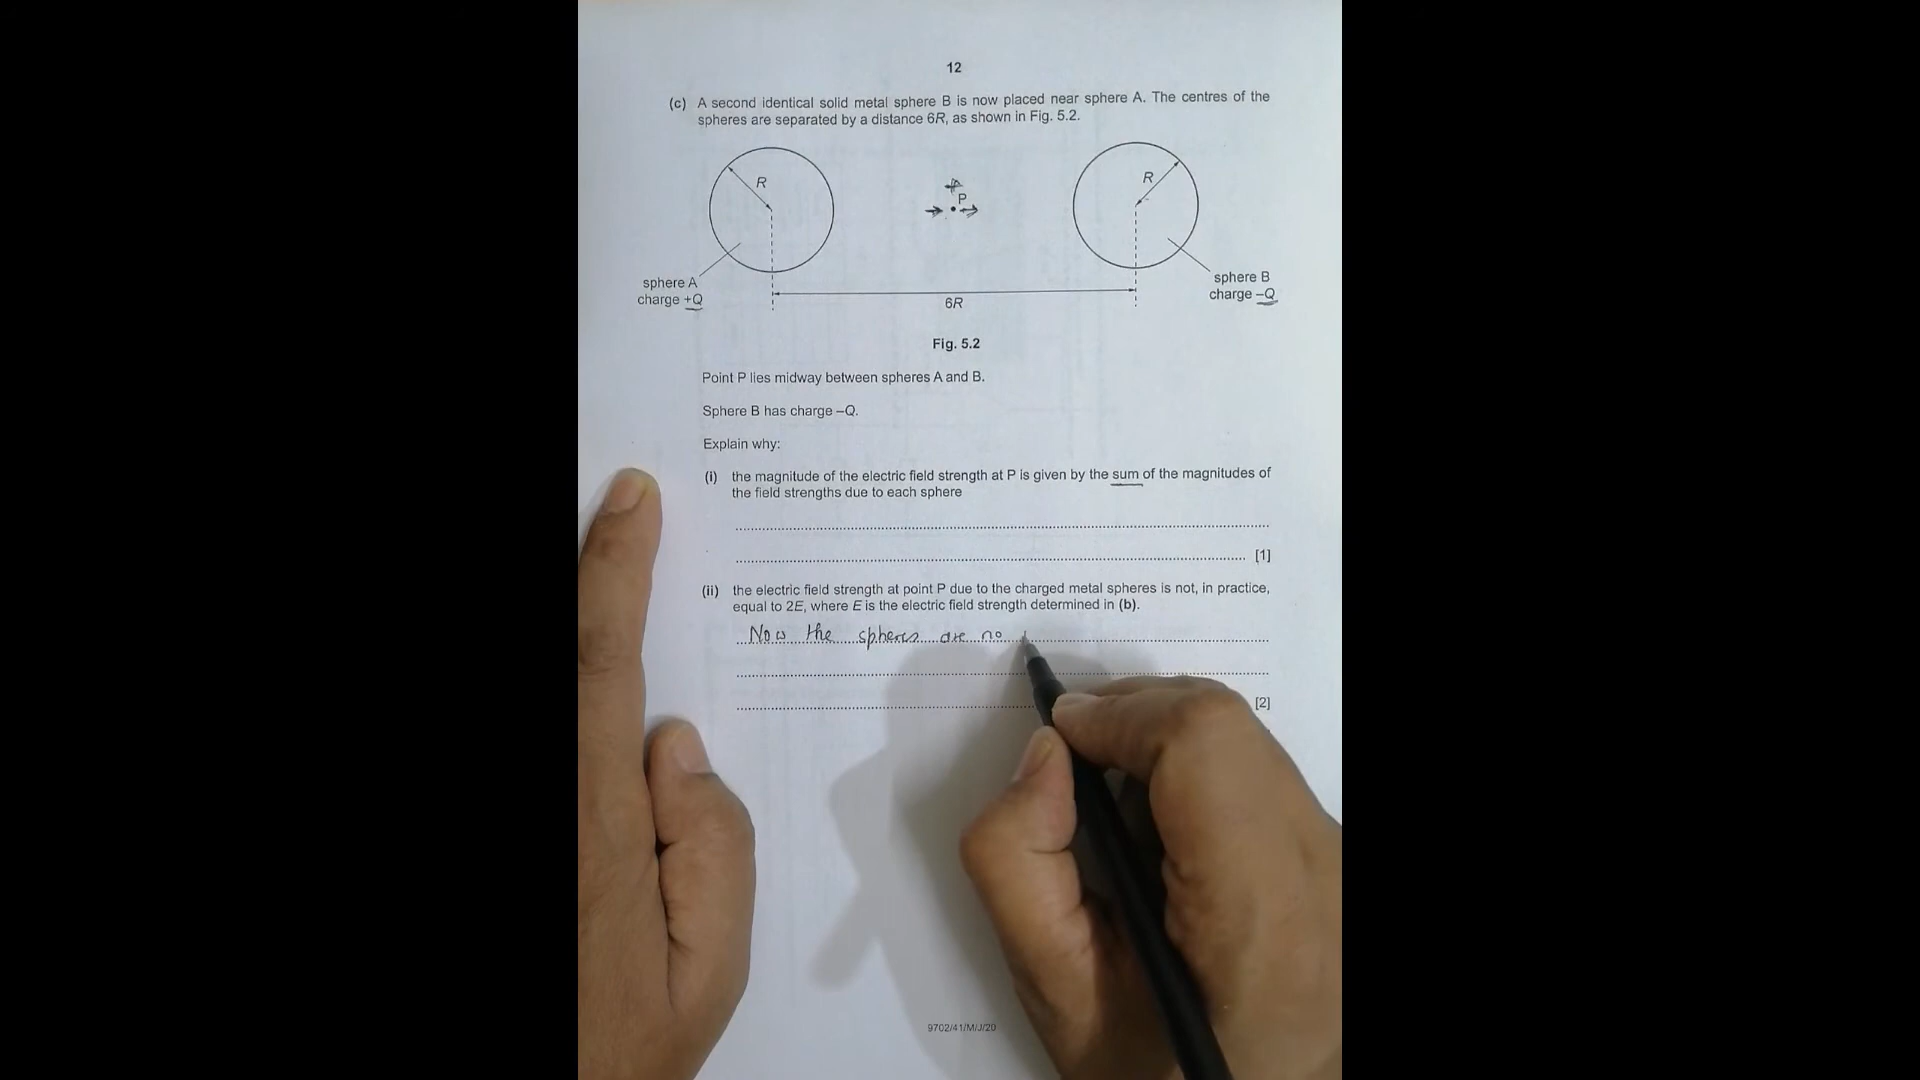 12
(c) A second identical solid metal sphere B is now placed near sphere A. The centres of the
spheres are separated by a distance 6R, as shown in Fig. 5.2.
R
R
P
sphere A
charge +Q
sphere B
charge –Q
6R
Fig. 5.2
Point P lies midway between spheres A and B.
Sphere B has charge –Q.
Explain why:
(i) the magnitude of the electric field strength at P is given by the sum of the magnitudes of
the field strengths due to each sphere
[1]
(ii) the electric field strength at point P due to the charged metal spheres is not, in practice,
equal to 2E, where E is the electric field strength determined in (b).
Now the spheres are no
[2]
9702/41/M/J/20